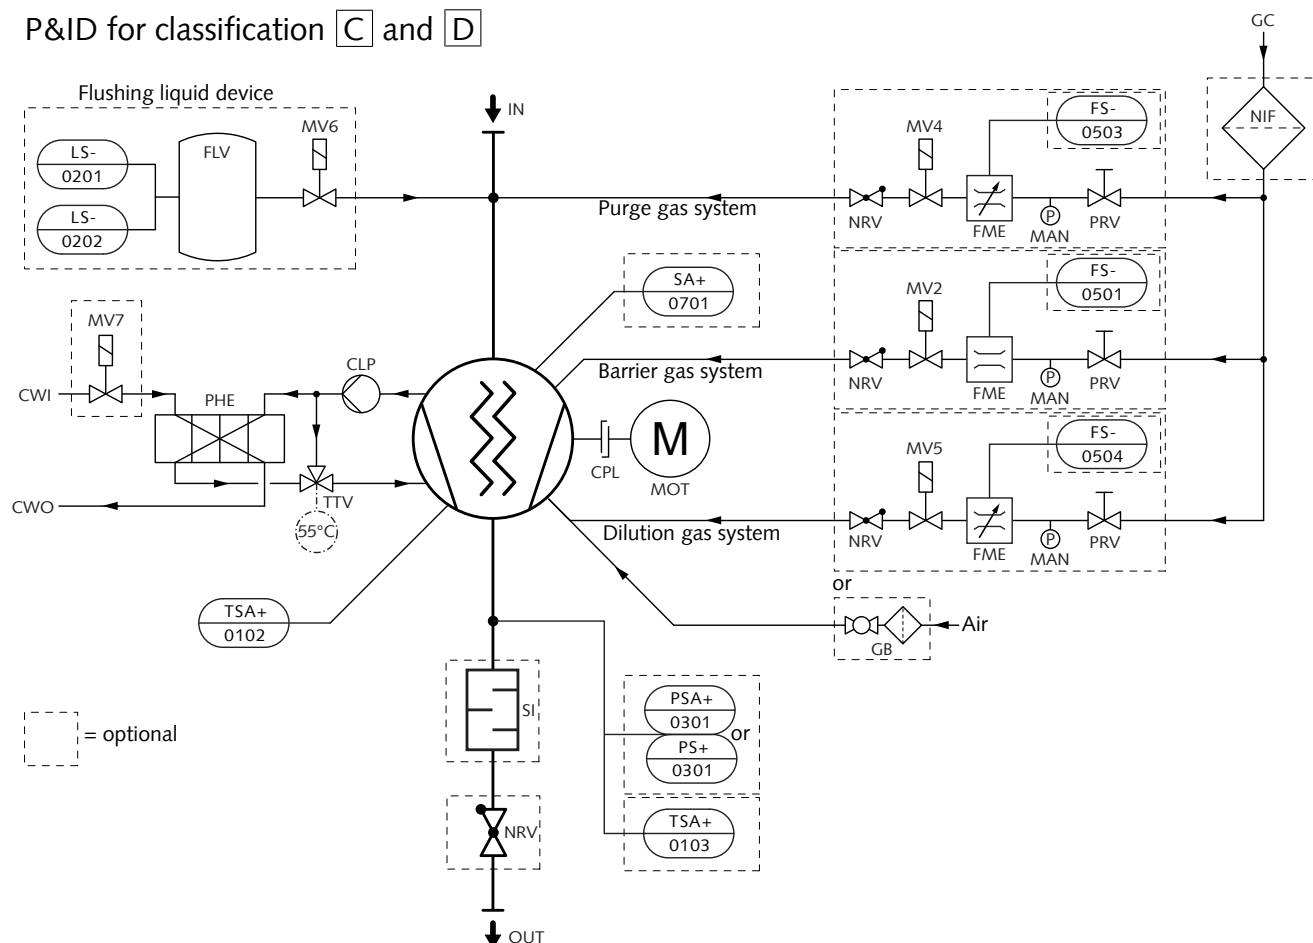 P&ID for classification C and D
GC
Flushing liquid device
IN
MV6
MV4
FS-
0503
NIF
LS-
0201
FLV
LS-
0202
Purge gas system
NRV
FME
P
MAN
PRV
SA+
0701
MV2
FS-
0501
MV7
CLP
CWI
PHE
Barrier gas system
NRV
FME
P
MAN
PRV
M
CPL
MOT
MV5
FS-
0504
CWO
TTV
55°C
Dilution gas system
NRV
FME
P
MAN
PRV
or
TSA+
0102
GB
Air
SI
PSA+
0301
or
PS+
0301
= optional
TSA+
0103
NRV
OUT